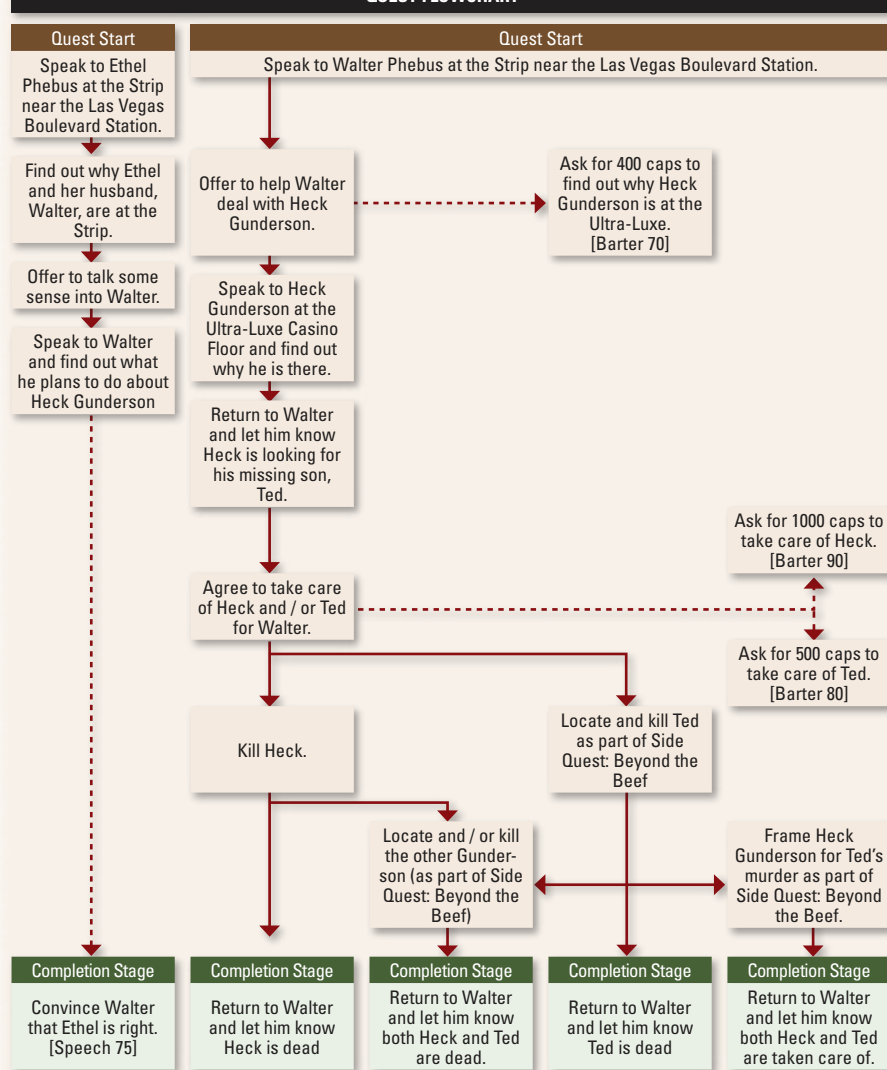 QUEST FLOWCHART
Quest Start
Speak to Ethel
Phebus at the Strip
near the Las Vegas
Boulevard Station.
Find out why Ethel
and her husband,
Walter, are at the
Strip.
Offer to talk some
sense into Walter.
Speak to Walter
and find out what
he plans to do about
Heck Gunderson
Completion Stage
Convince Walter
that Ethel is right.
[Speech 75]
Quest Start
Speak to Walter Phebus at the Strip near the Las Vegas Boulevard Station.
Offer to help Walter
deal with Heck
Gunderson.
Ask for 400 caps to
find out why Heck
Gunderson is at the
Ultra-Luxe.
[Barter 70]
Speak to Heck
Gunderson at the
Ultra-Luxe Casino
Floor and find out
why he is there.
Return to Walter
and let him know
Heck is looking for
his missing son,
Ted.
Agree to take care
of Heck and / or Ted
for Walter.
Ask for 1000 caps to
take care of Heck.
[Barter 90]
Ask for 500 caps to
take care of Ted.
[Barter 80]
Kill Heck.
Locate and kill Ted
as part of Side
Quest: Beyond the
Beef
Locate and / or kill
the other Gunder-
son (as part of Side
Quest: Beyond the
Beef)
Frame Heck
Gunderson for Ted's
murder as part of
Side Quest: Beyond
the Beef.
Completion Stage
Return to Walter
and let him know
Heck is dead
Completion Stage
Return to Walter
and let him know
both Heck and Ted
are dead.
Completion Stage
Return to Walter
and let him know
Ted is dead
Completion Stage
Return to Walter
and let him know
both Heck and Ted
are taken care of.